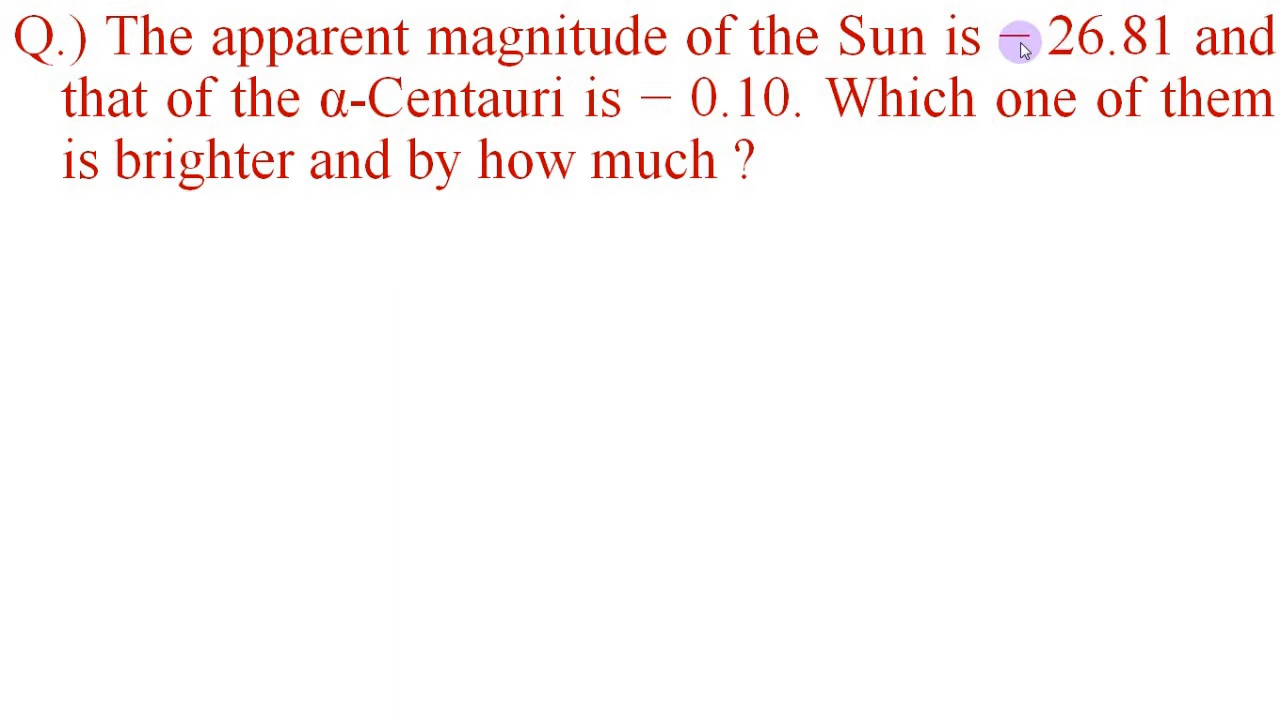 Q.) The apparent magnitude of the Sun is − 26.81 and
that of the α-Centauri is − 0.10. Which one of them
is brighter and by how much ?